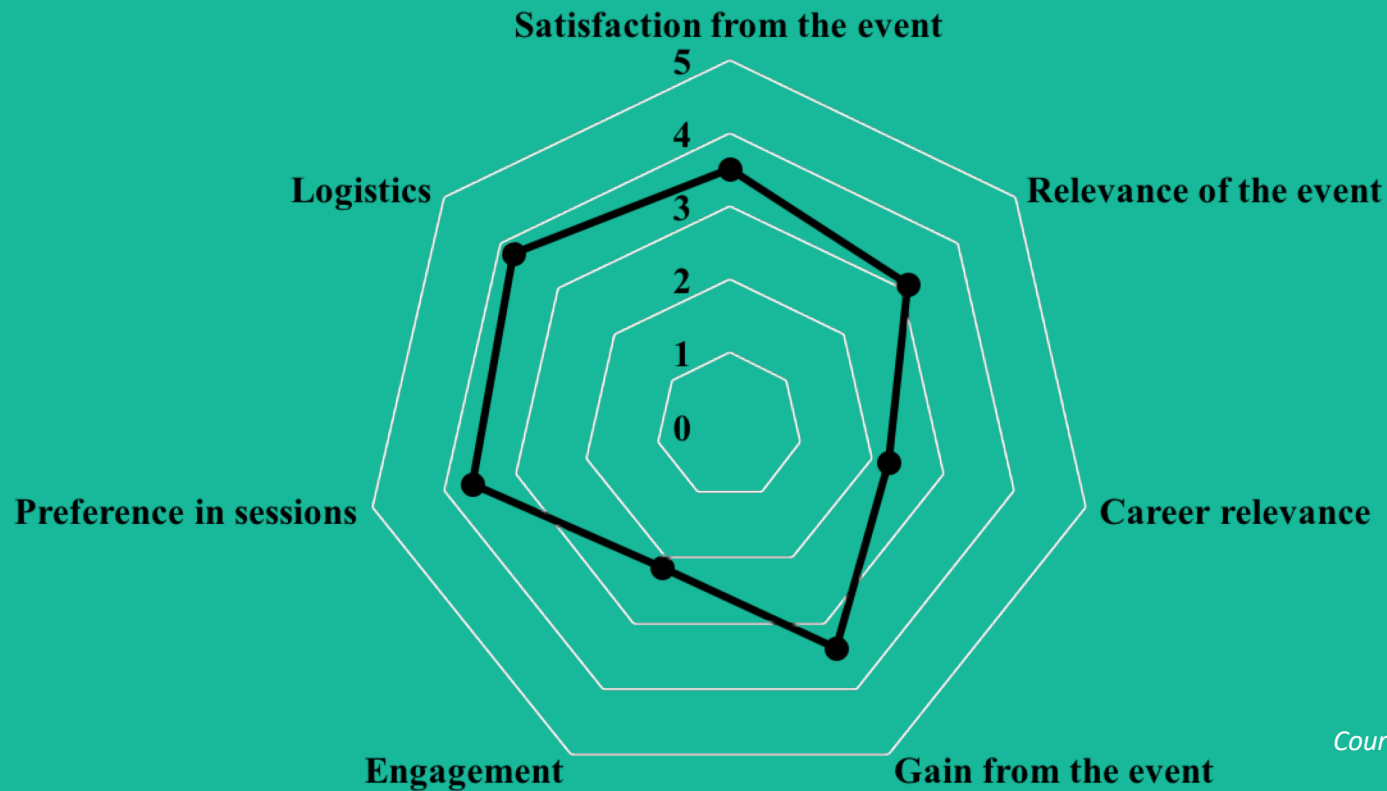 Satisfaction from the event
5
4
3
2
1
0
Logistics
Relevance of the event
Preference in sessions
Career relevance
Engagement
Gain from the event